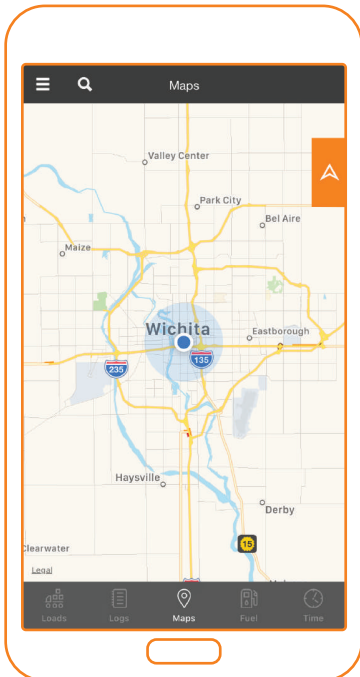 Maps
Valley Center
Park City
Bel Aire
Maize
Wichita
Eastborough
135
235
Haysville
Derby
15
Clearwater
Legal
Loads Logs Maps Fuel Time